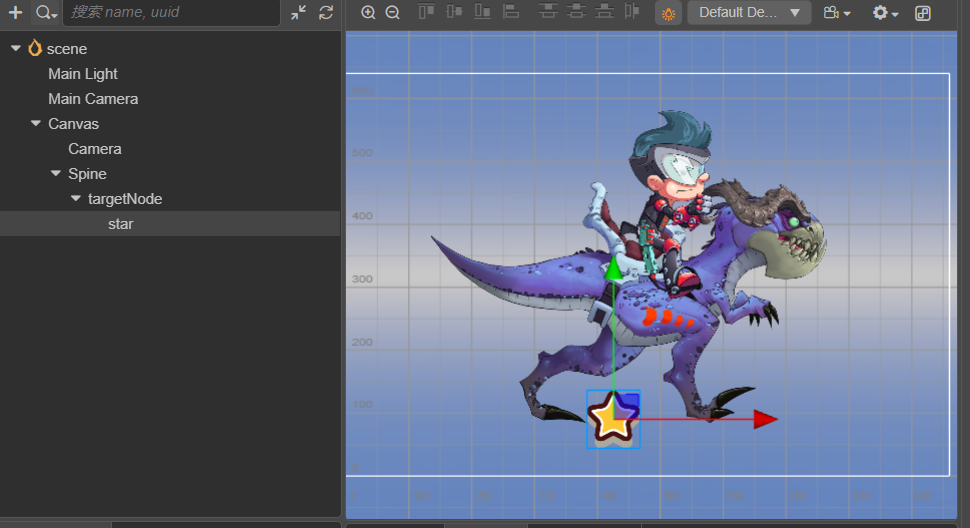 搜索 name, uuid
Default De...
scene
Main Light
Main Camera
Canvas
Camera
Spine
targetNode
star
500
400
300
200
100
0